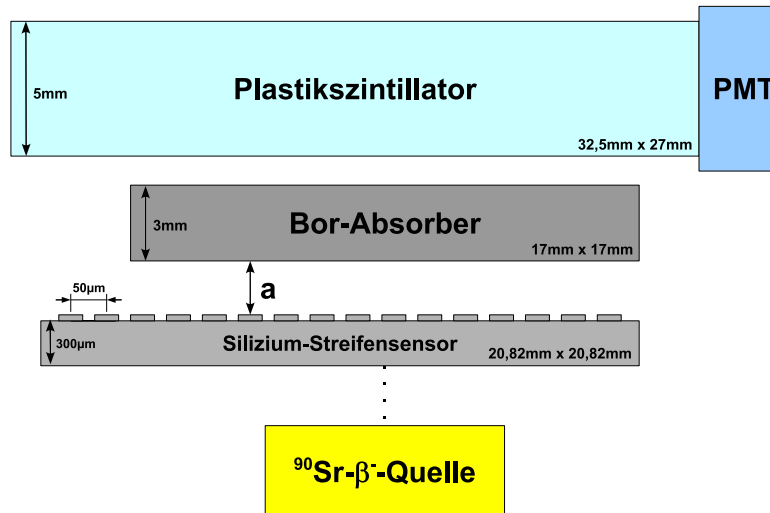 5mm
Plastikszintillator
PMT
32,5mm x 27mm
3mm
Bor-Absorber
17mm x 17mm
50µm
a
300µm
Silizium-Streifensensor
20,82mm x 20,82mm
⁹⁰Sr-β⁻-Quelle